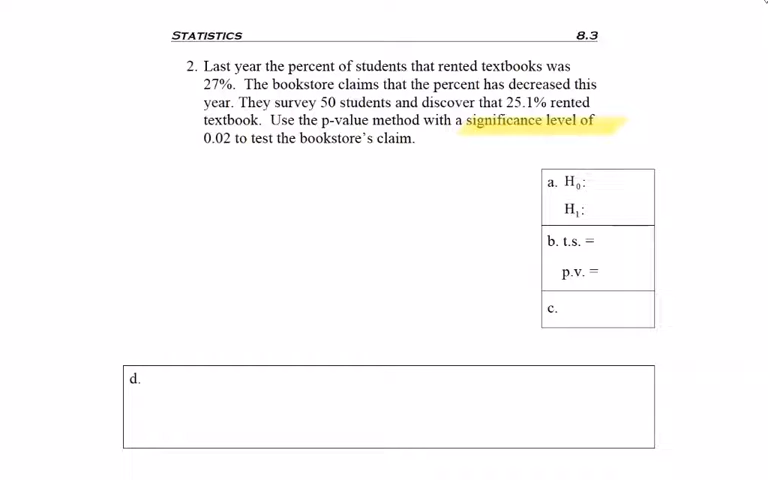 STATISTICS 8.3
2. Last year the percent of students that rented textbooks was
27%. The bookstore claims that the percent has decreased this
year. They survey 50 students and discover that 25.1% rented
textbook. Use the p-value method with a significance level of
0.02 to test the bookstore's claim.
a. H₀:
H₁:
b. t.s. =
p.v. =
c.
d.